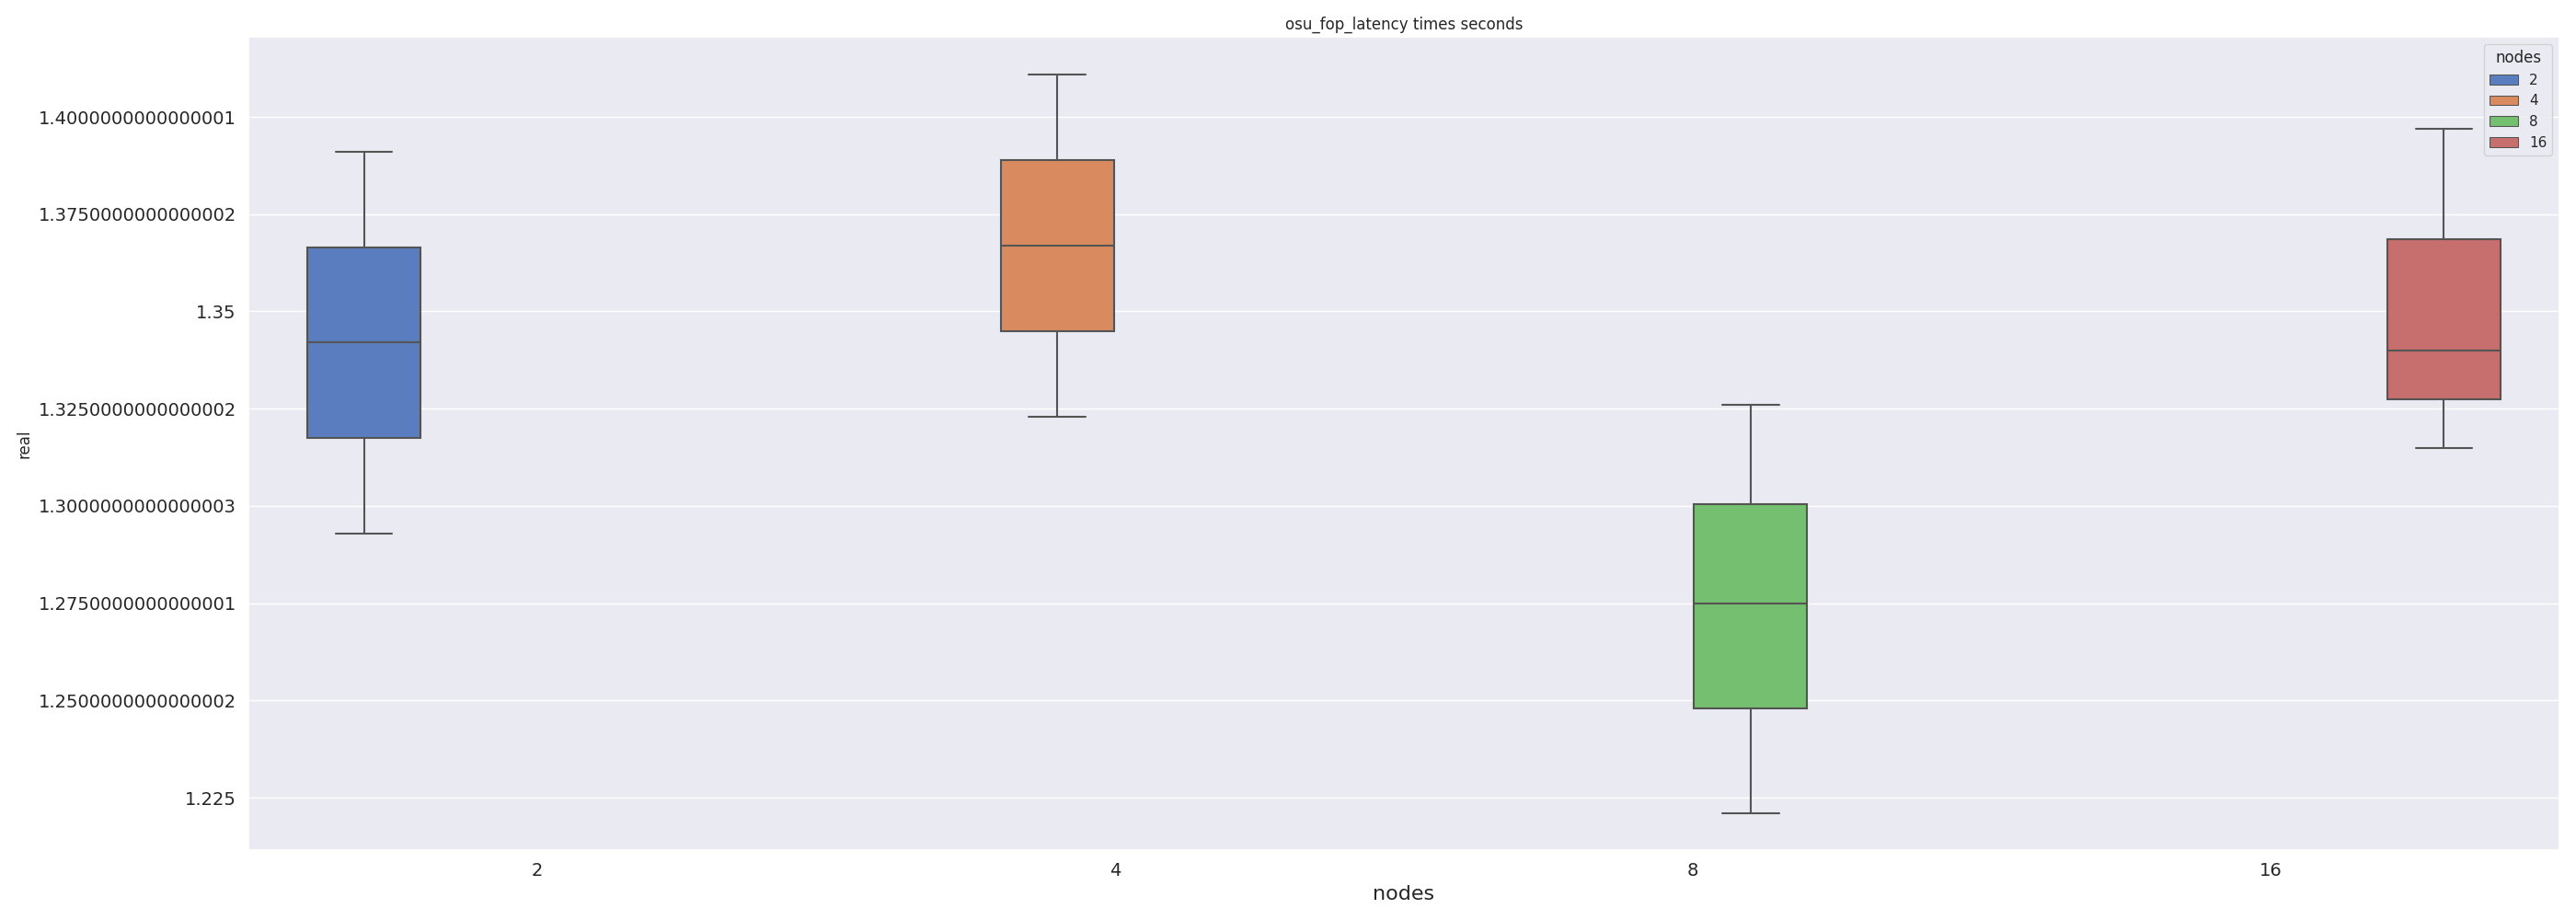 osu_fop_latency times seconds
nodes
2
4
8
16
1.4000000000000001
1.3750000000000002
1.35
1.3250000000000002
1.3000000000000003
1.2750000000000001
1.2500000000000002
1.225
real
2 4 8 16
nodes